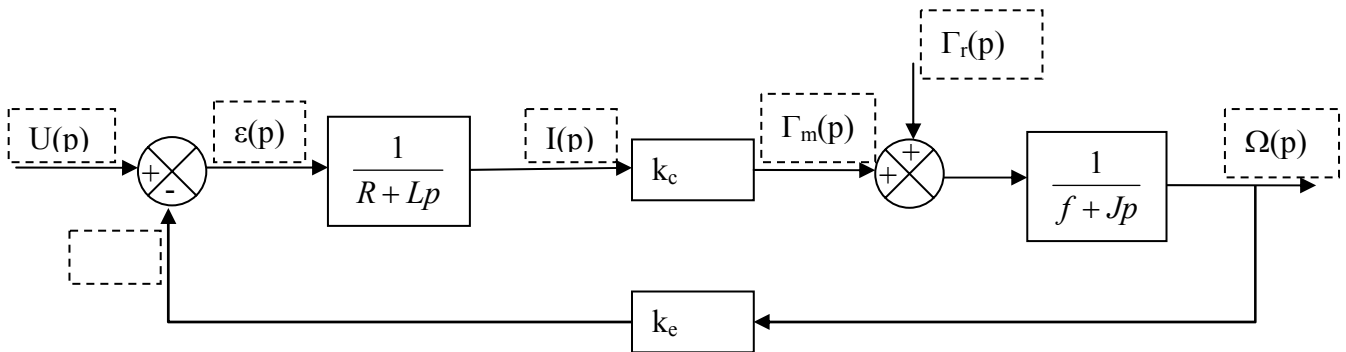 Γr(p)
U(p)
ε(p)
I(p)
Γm(p)
Ω(p)
+
-
1
R + Lp
kc
+
+
1
f + Jp
ke